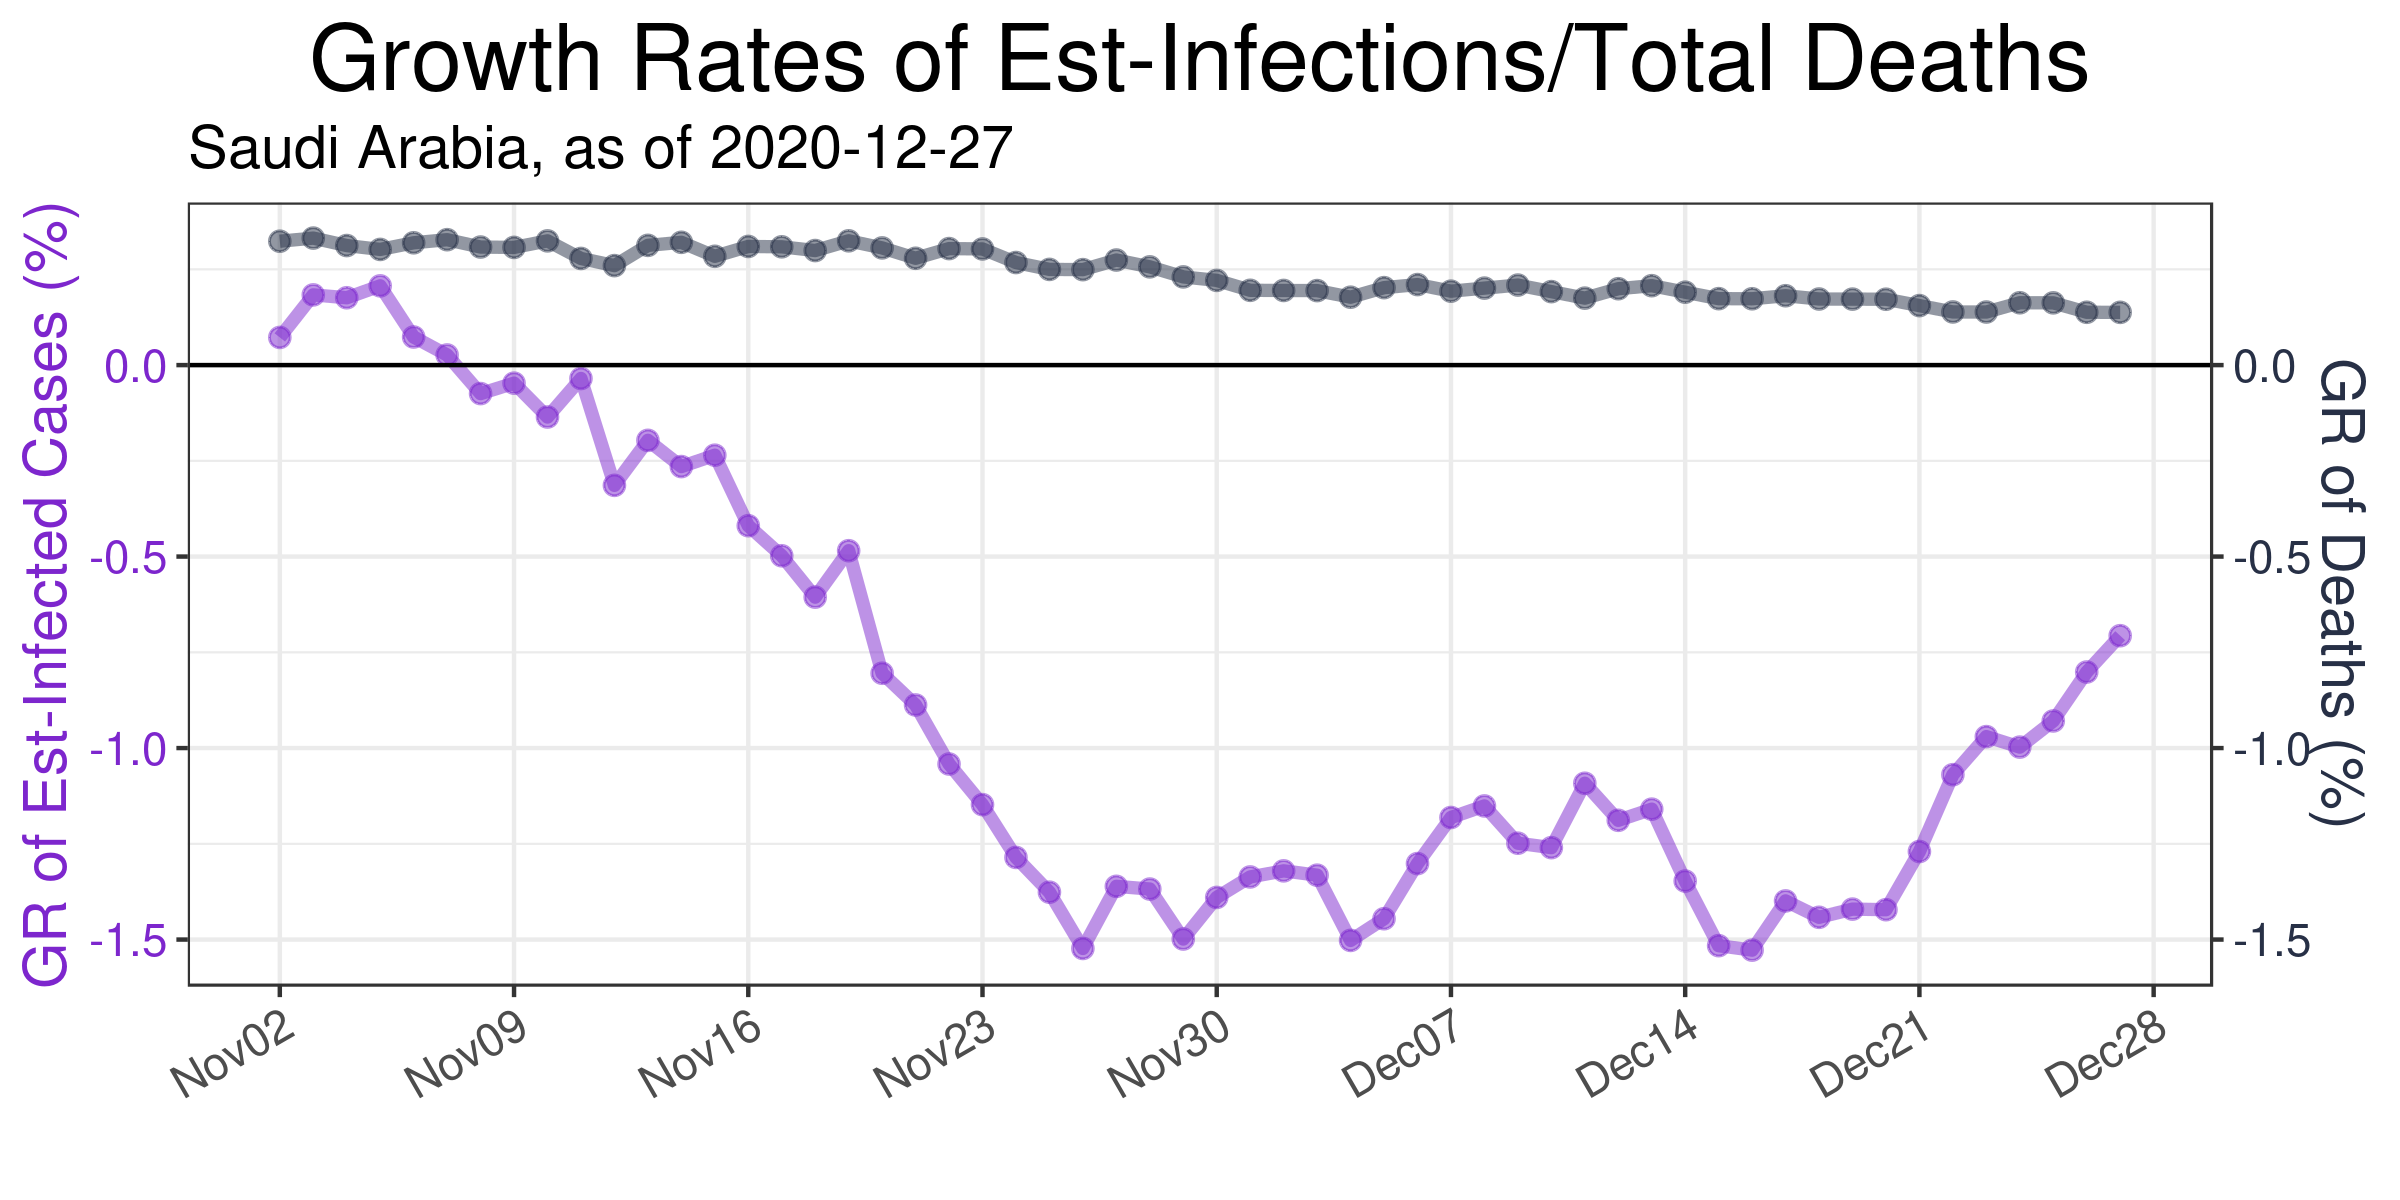 Growth Rates of Est-Infections/Total Deaths
Saudi Arabia, as of 2020-12-27
GR of Est-Infected Cases (%)
0.0
-0.5
-1.0
-1.5
0.0
-0.5
-1.0
-1.5
GR of Deaths (%)
Nov02
Nov09
Nov16
Nov23
Nov30
Dec07
Dec14
Dec21
Dec28